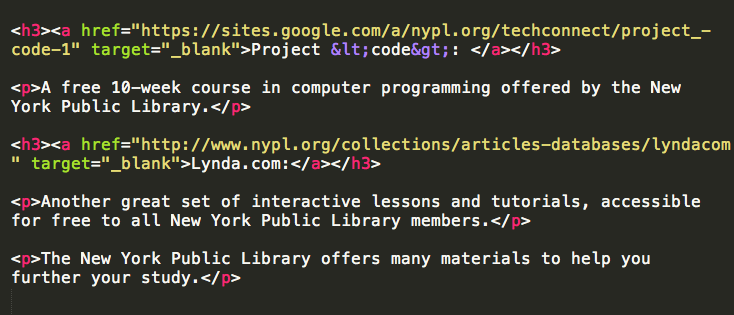 <h3><a href="https://sites.google.com/a/nypl.org/techconnect/project_-
code-1" target="_blank">Project &lt;code&gt;: </a></h3>
<p>A free 10-week course in computer programming offered by the New
York Public Library.</p>
<h3><a href="http://www.nypl.org/collections/articles-databases/lyndacom
" target="_blank">Lynda.com:</a></h3>
<p>Another great set of interactive lessons and tutorials, accessible
for free to all New York Public Library members.</p>
<p>The New York Public Library offers many materials to help you
further your study.</p>